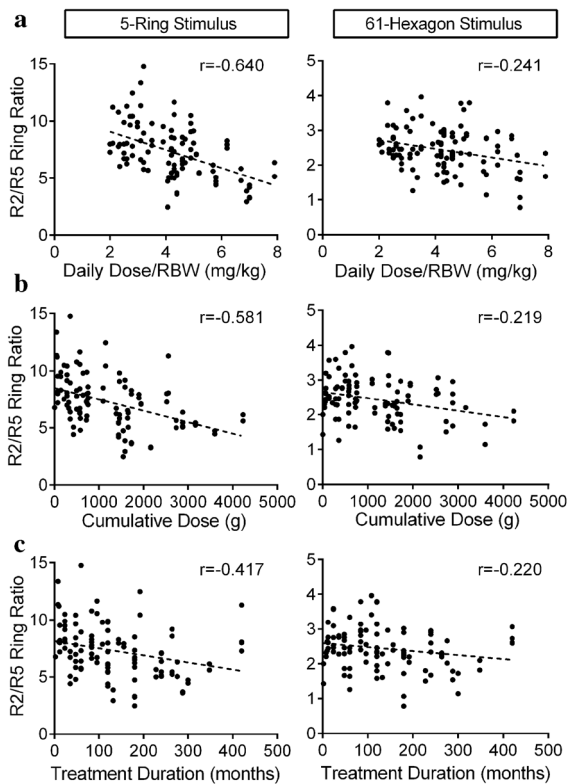 a
5-Ring Stimulus
61-Hexagon Stimulus
R2/R5 Ring Ratio
15
10
5
0
r=-0.640
0 2 4 6 8
Daily Dose/RBW (mg/kg)
5
4
3
2
1
0
r=-0.241
0 2 4 6 8
Daily Dose/RBW (mg/kg)
b
R2/R5 Ring Ratio
15
10
5
0
r=-0.581
0 1000 2000 3000 4000 5000
Cumulative Dose (g)
5
4
3
2
1
0
r=-0.219
0 1000 2000 3000 4000 5000
Cumulative Dose (g)
c
R2/R5 Ring Ratio
15
10
5
0
r=-0.417
0 100 200 300 400 500
Treatment Duration (months)
5
4
3
2
1
0
r=-0.220
0 100 200 300 400 500
Treatment Duration (months)